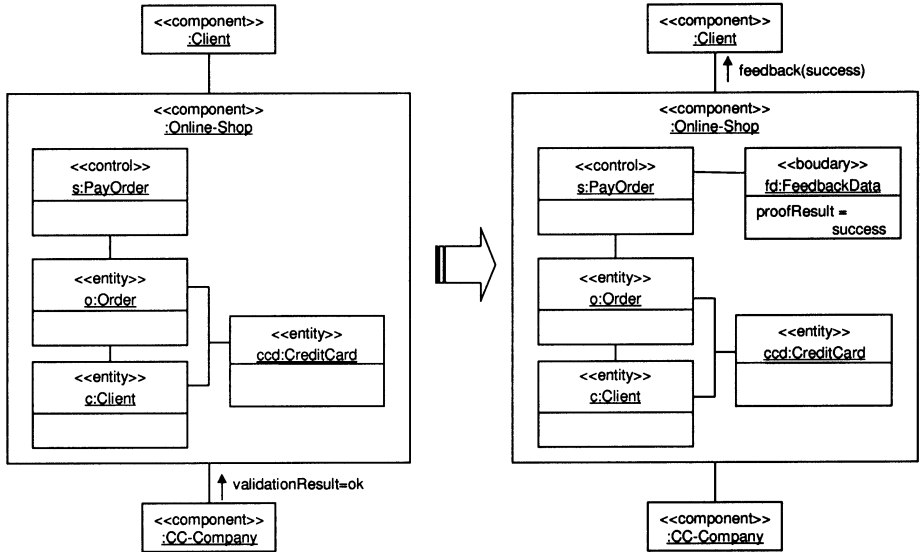 <<component>>
:Client
<<component>>
:Online-Shop
<<control>>
s:PayOrder
<<entity>>
o:Order
<<entity>>
ccd:CreditCard
<<entity>>
c:Client
validationResult=ok
<<component>>
:CC-Company
<<component>>
:Client
feedback(success)
<<component>>
:Online-Shop
<<control>>
s:PayOrder
<<boudary>>
fd:FeedbackData
proofResult =
success
<<entity>>
o:Order
<<entity>>
ccd:CreditCard
<<entity>>
c:Client
<<component>>
:CC-Company